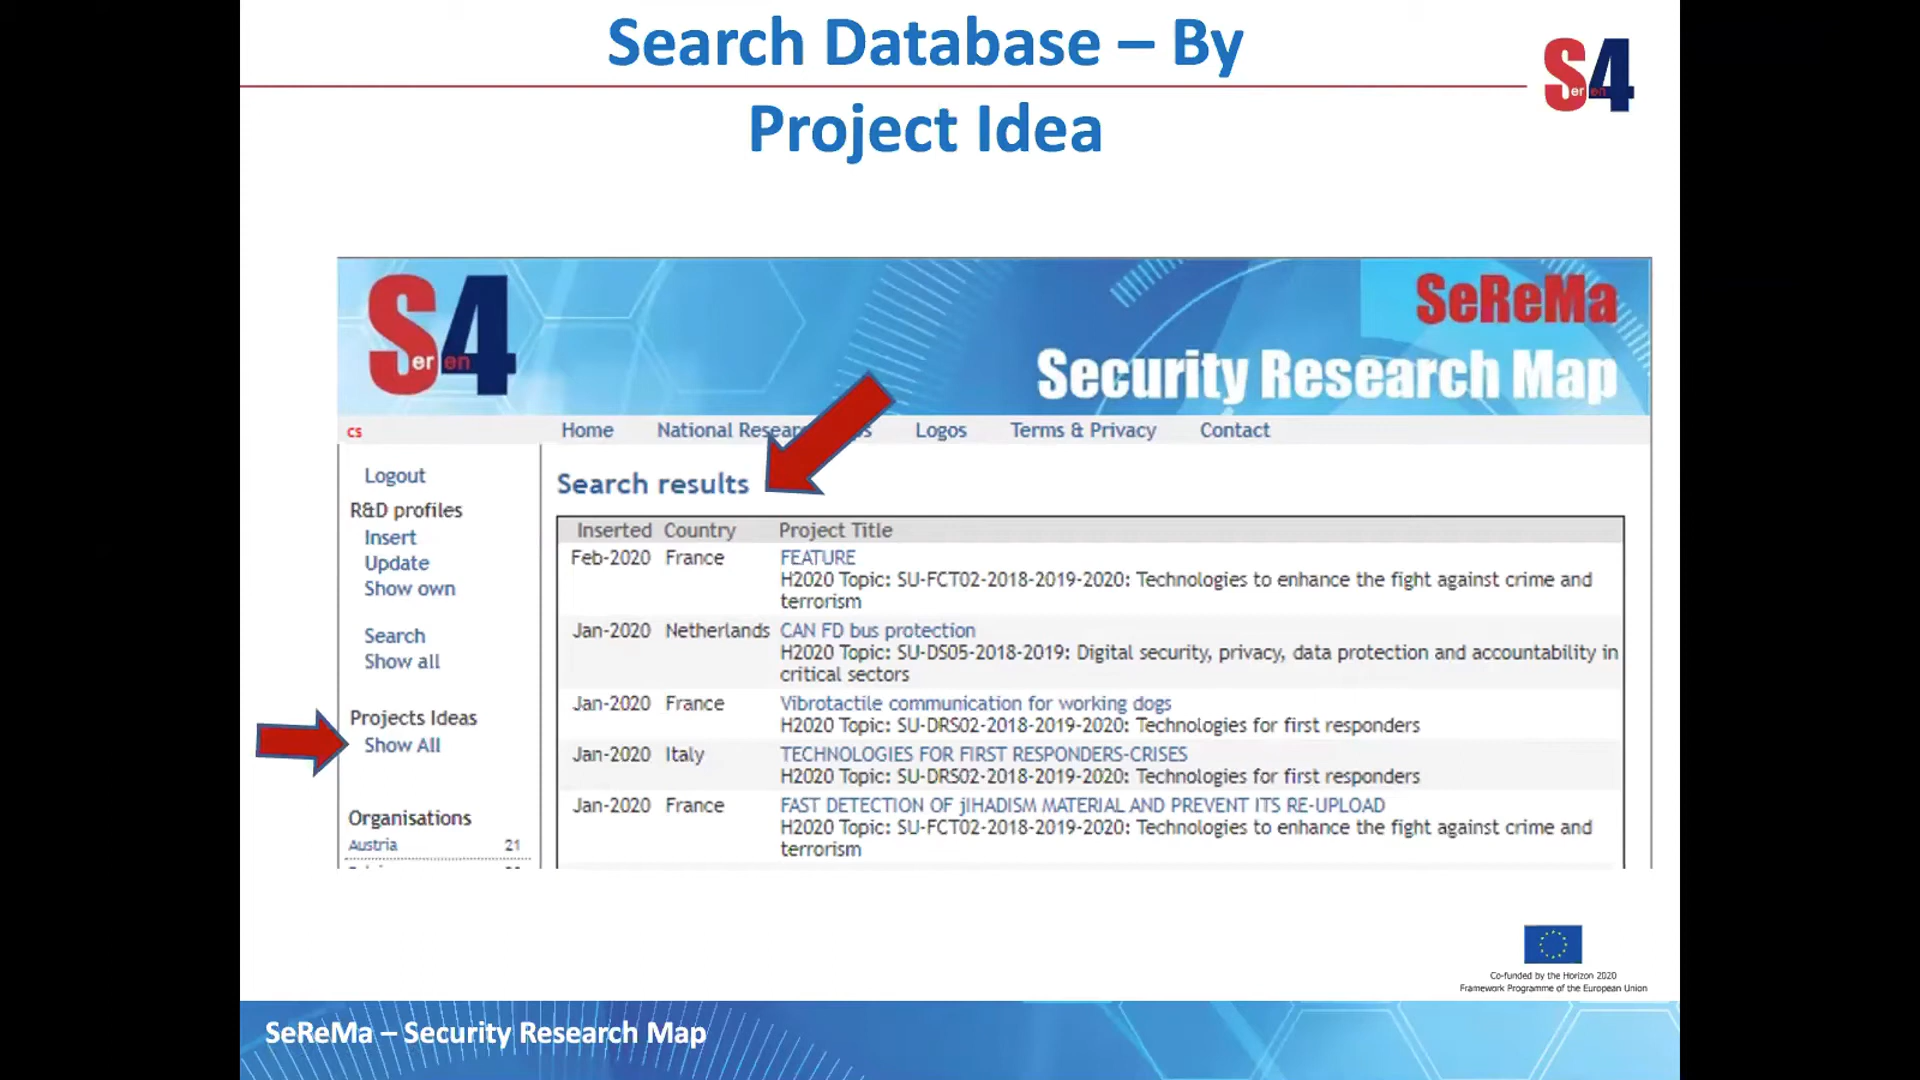 Search Database – By
Project Idea
S4
er en
S4
er en
SeReMa
Security Research Map
cs
Home National Resear s Logos Terms & Privacy Contact
Logout
R&D profiles
Insert
Update
Show own
Search
Show all
Projects Ideas
Show All
Organisations
Austria 21
Search results
Inserted Country Project Title
Feb-2020 France FEATURE
H2020 Topic: SU-FCT02-2018-2019-2020: Technologies to enhance the fight against crime and
terrorism
Jan-2020 Netherlands CAN FD bus protection
H2020 Topic: SU-DS05-2018-2019: Digital security, privacy, data protection and accountability in
critical sectors
Jan-2020 France Vibrotactile communication for working dogs
H2020 Topic: SU-DRS02-2018-2019-2020: Technologies for first responders
Jan-2020 Italy TECHNOLOGIES FOR FIRST RESPONDERS-CRISES
H2020 Topic: SU-DRS02-2018-2019-2020: Technologies for first responders
Jan-2020 France FAST DETECTION OF jIHADISM MATERIAL AND PREVENT ITS RE-UPLOAD
H2020 Topic: SU-FCT02-2018-2019-2020: Technologies to enhance the fight against crime and
terrorism
Co-funded by the Horizon 2020
Framework Programme of the European Union
SeReMa – Security Research Map